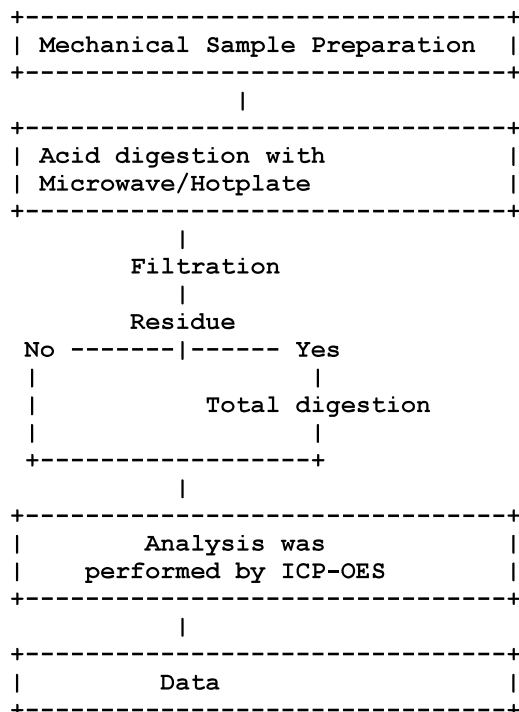 Mechanical Sample Preparation
Acid digestion with
Microwave/Hotplate
Filtration
Residue
No Yes
Total digestion
Analysis was
performed by ICP-OES
Data